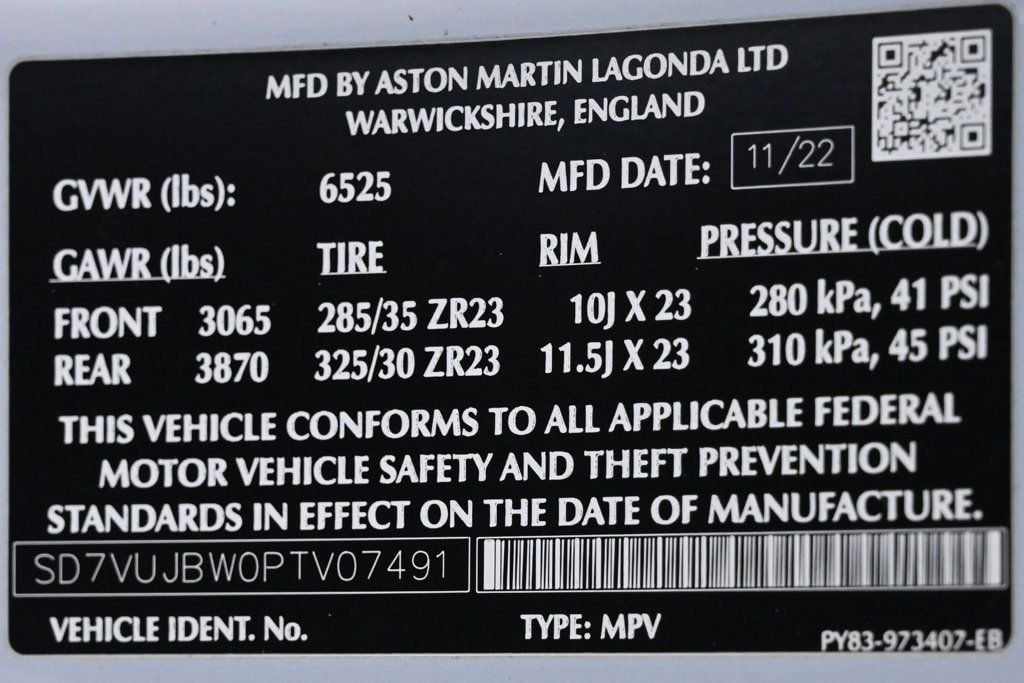 MFD BY ASTON MARTIN LAGONDA LTD
WARWICKSHIRE, ENGLAND
GVWR (lbs): 6525 MFD DATE: 11/22
GAWR (lbs) TIRE RIM PRESSURE (COLD)
FRONT 3065 285/35 ZR23 10J X 23 280 kPa, 41 PSI
REAR 3870 325/30 ZR23 11.5J X 23 310 kPa, 45 PSI
THIS VEHICLE CONFORMS TO ALL APPLICABLE FEDERAL
MOTOR VEHICLE SAFETY AND THEFT PREVENTION
STANDARDS IN EFFECT ON THE DATE OF MANUFACTURE.
SD7VUJBW0PTV07491
VEHICLE IDENT. No. TYPE: MPV PY83-973407-EB